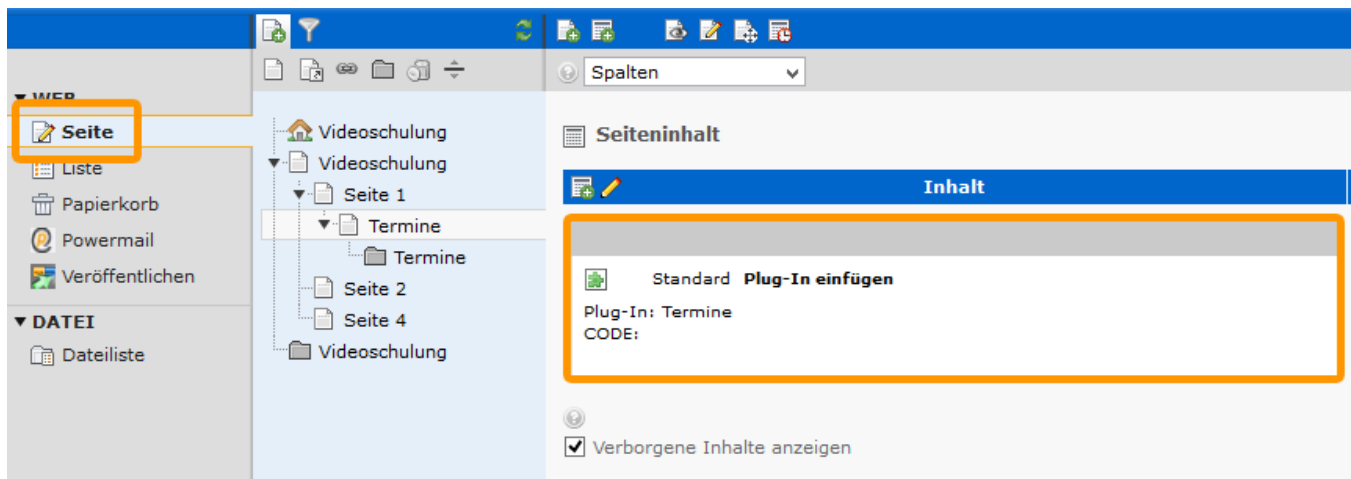 Spalten
WEB
Seite
Liste
Papierkorb
Powermail
Veröffentlichen
DATEI
Dateiliste
Videoschulung
Videoschulung
Seite 1
Termine
Termine
Seite 2
Seite 4
Videoschulung
Seiteninhalt
Inhalt
Standard Plug-In einfügen
Plug-In: Termine
CODE:
Verborgene Inhalte anzeigen